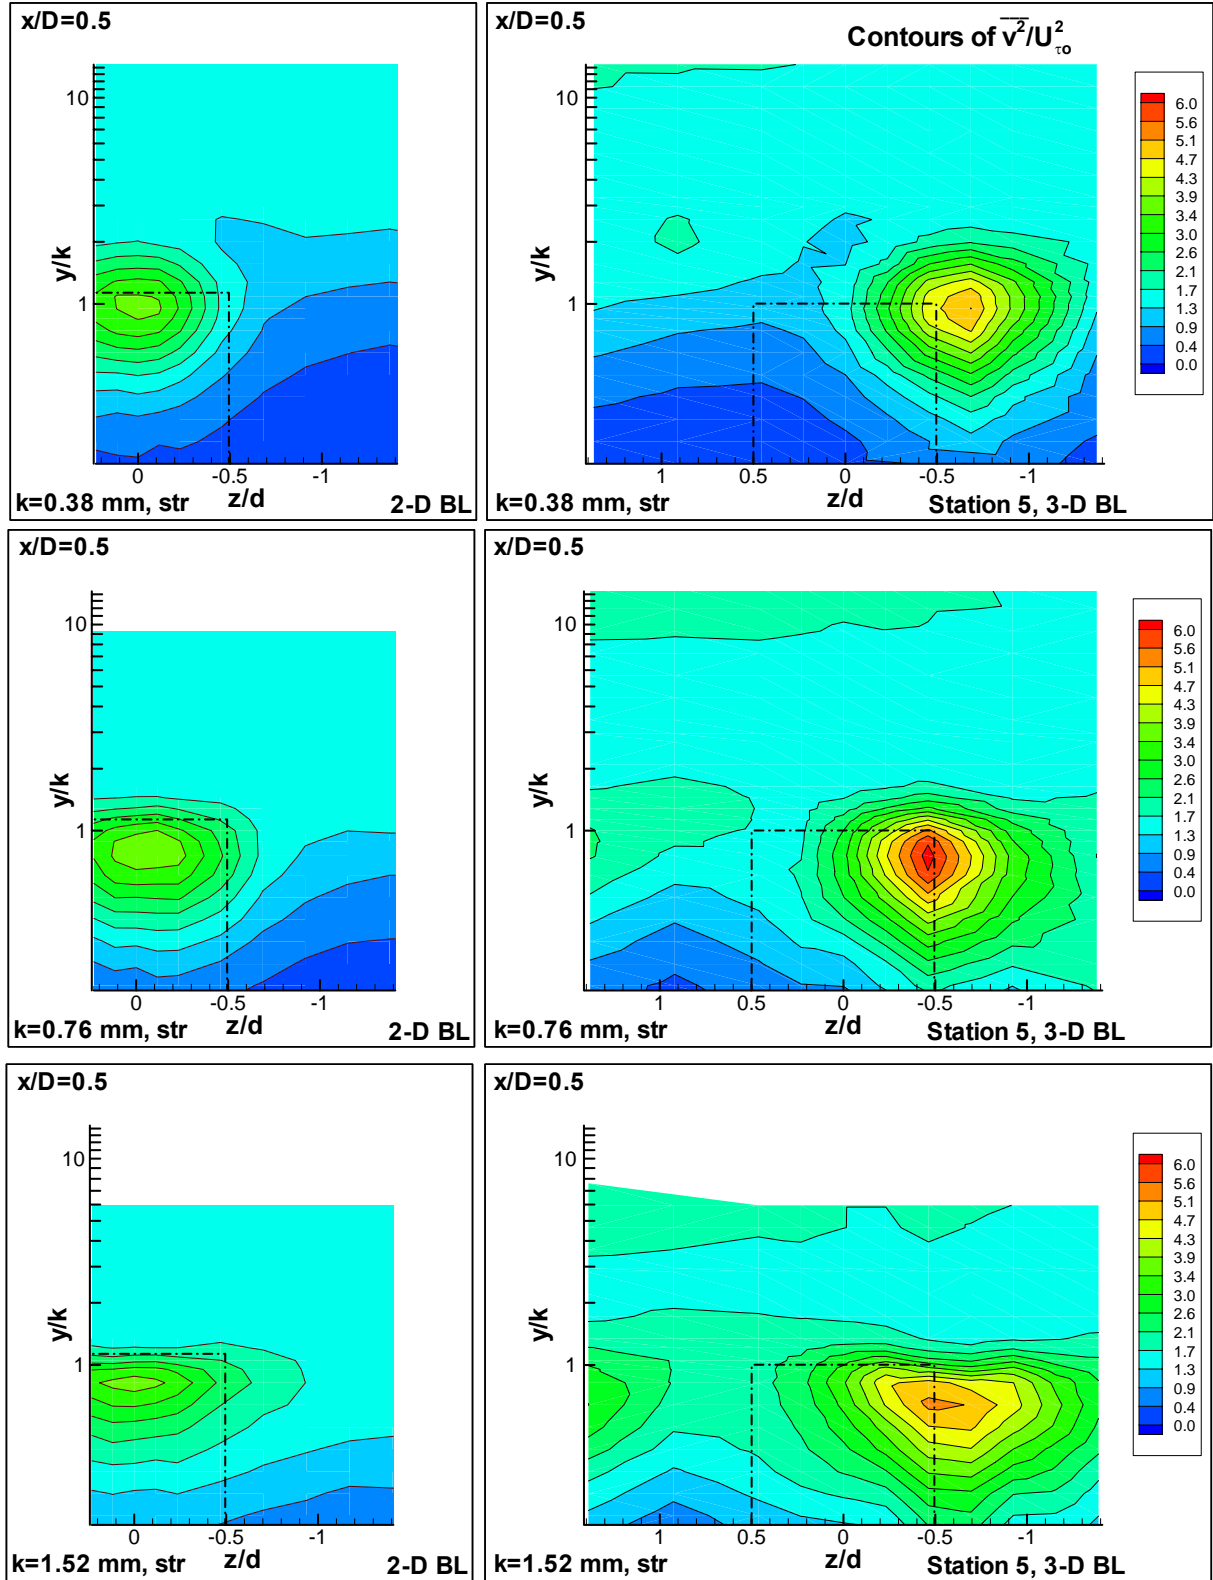 x/D=0.5
10
y/k
1
0
-0.5
-1
k=0.38 mm, str
z/d
2-D BL
x/D=0.5
Contours of v²/U²τo
10
y/k
1
1
0.5
0
-0.5
-1
k=0.38 mm, str
z/d
Station 5, 3-D BL
6.0
5.6
5.1
4.7
4.3
3.9
3.4
3.0
2.6
2.1
1.7
1.3
0.9
0.4
0.0
x/D=0.5
10
y/k
1
0
-0.5
-1
k=0.76 mm, str
z/d
2-D BL
x/D=0.5
10
y/k
1
1
0.5
0
-0.5
-1
k=0.76 mm, str
z/d
Station 5, 3-D BL
6.0
5.6
5.1
4.7
4.3
3.9
3.4
3.0
2.6
2.1
1.7
1.3
0.9
0.4
0.0
x/D=0.5
10
y/k
1
0
-0.5
-1
k=1.52 mm, str
z/d
2-D BL
x/D=0.5
10
y/k
1
1
0.5
0
-0.5
-1
k=1.52 mm, str
z/d
Station 5, 3-D BL
6.0
5.6
5.1
4.7
4.3
3.9
3.4
3.0
2.6
2.1
1.7
1.3
0.9
0.4
0.0